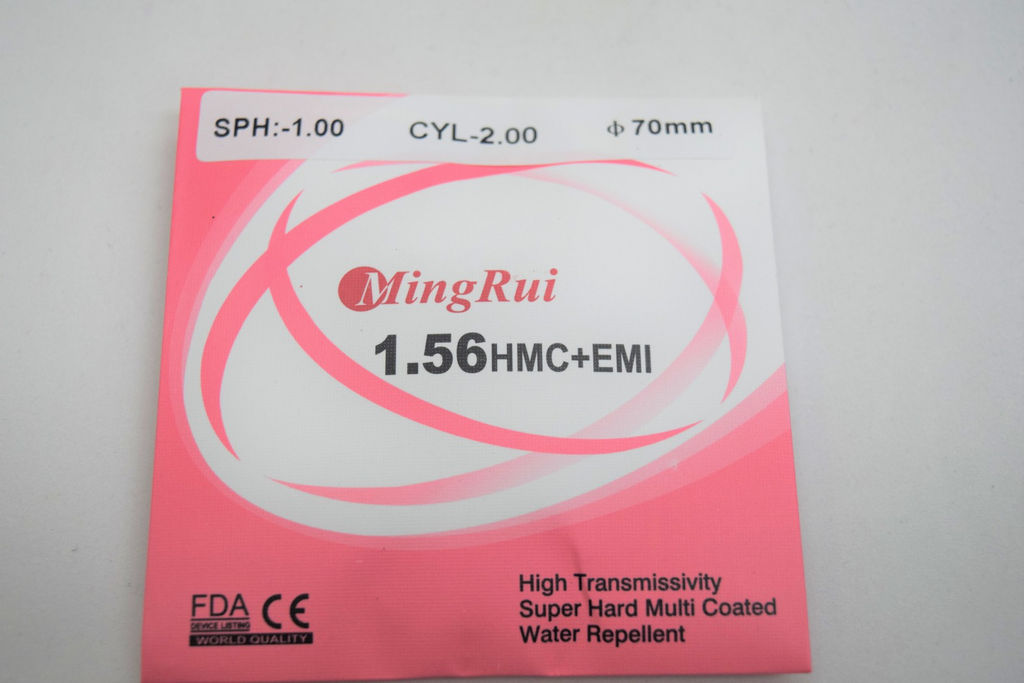 SPH:-1.00 CYL-2.00 ф70mm
MingRui
1.56HMC+EMI
High Transmissivity
Super Hard Multi Coated
Water Repellent
FDA CE
DEVICE LISTING
WORLD QUALITY